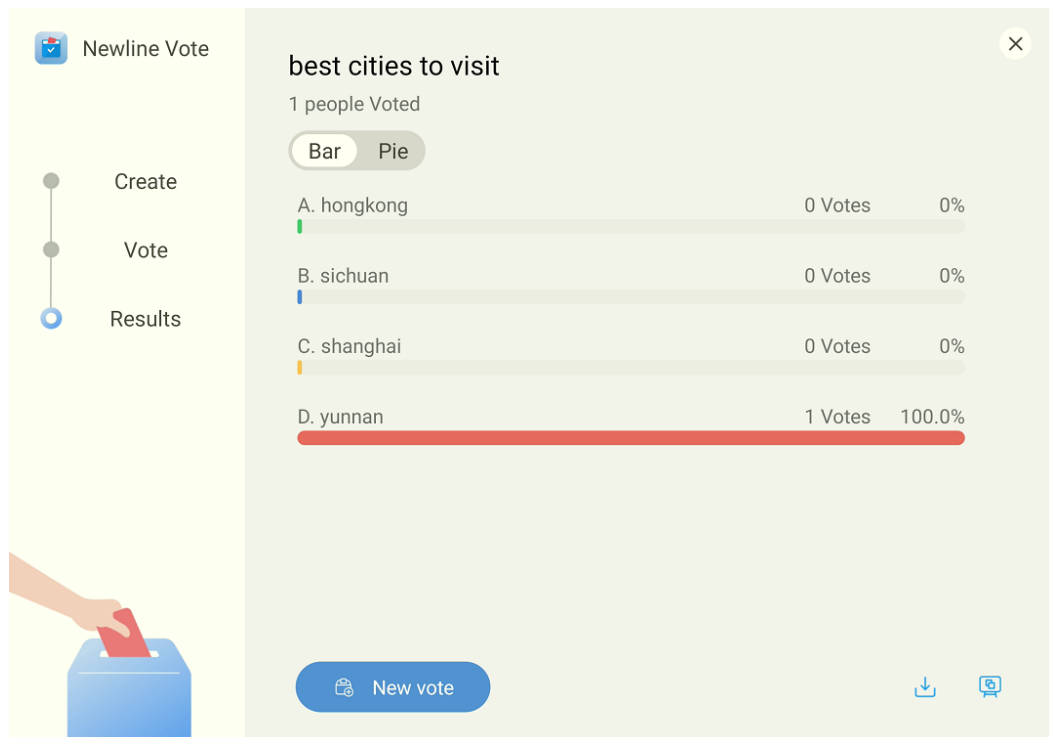 Newline Vote
Create
Vote
Results
best cities to visit
1 people Voted
Bar Pie
A. hongkong 0 Votes 0%
B. sichuan 0 Votes 0%
C. shanghai 0 Votes 0%
D. yunnan 1 Votes 100.0%
New vote